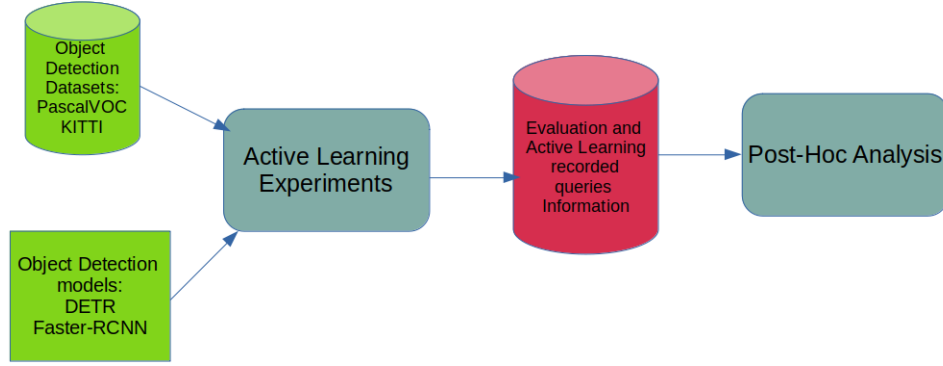 Object
Detection
Datasets:
PascalVOC
KITTI
Active Learning
Experiments
Evaluation and
Active Learning
recorded
queries
Information
Post-Hoc Analysis
Object Detection
models:
DETR
Faster-RCNN